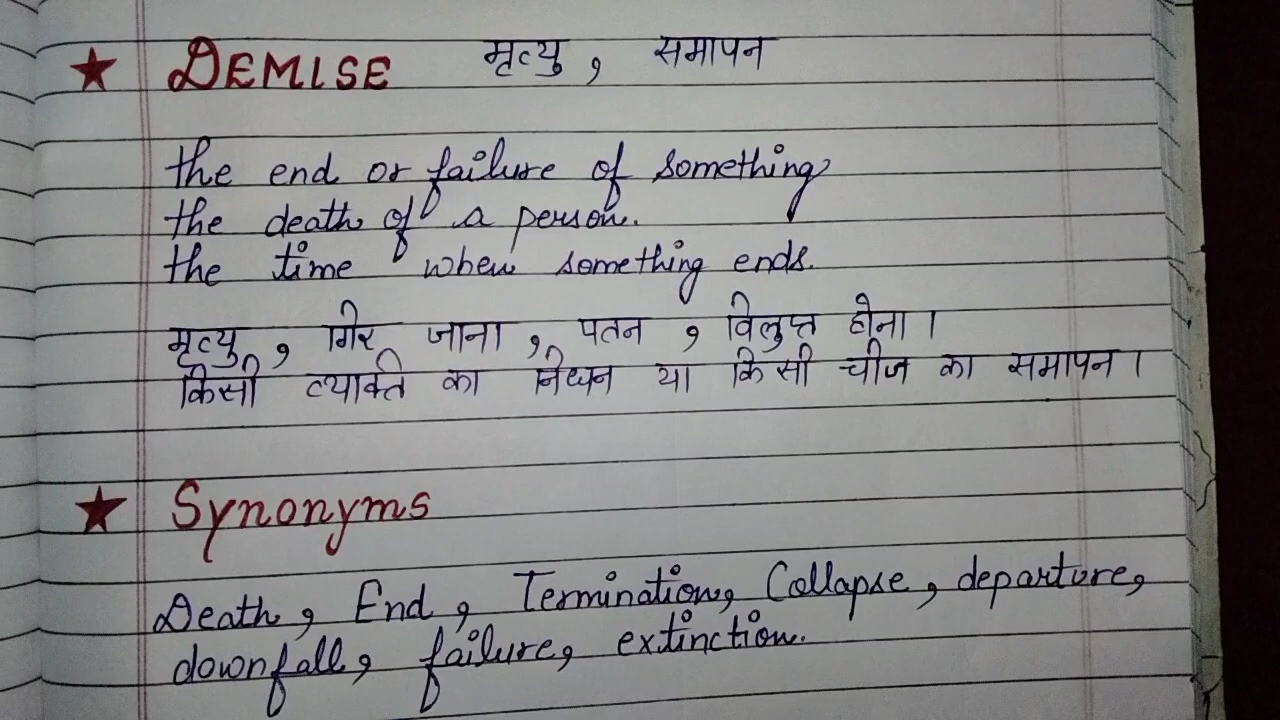 ★ DEMISE मृत्यु, समापन
the end or failure of something
the death of a person.
the time when something ends.
मृत्यु, गिर जाना, पतन, विलुप्त होना।
किसी व्यक्ति का निधन या किसी चीज का समापन।
★ Synonyms
Death, End, Termination, Collapse, departure,
downfall, failure, extinction.